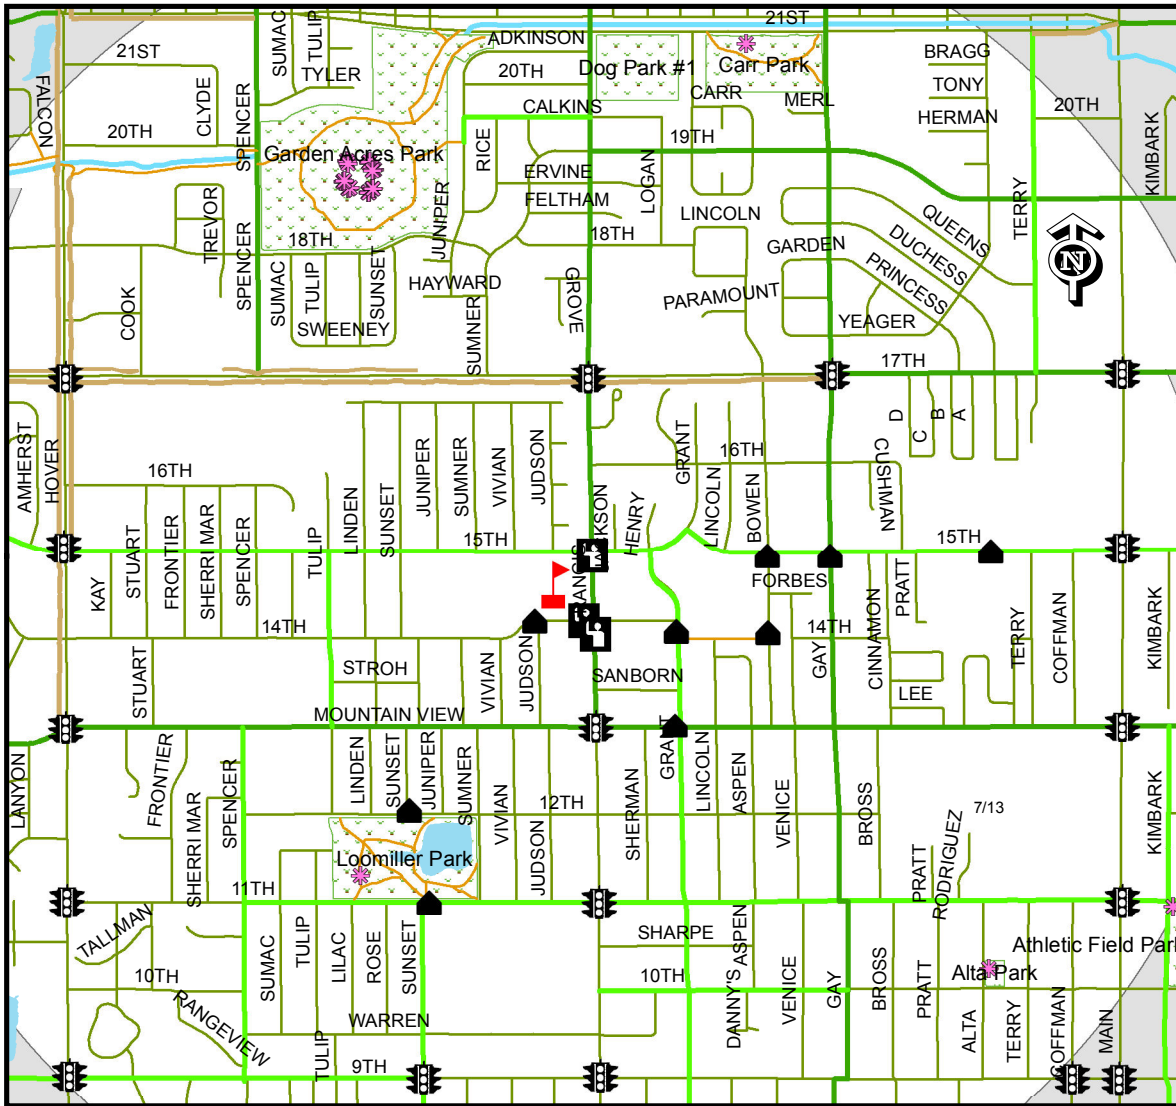 21ST
SUMAC
TULIP
ADKINSON
21ST
BRAGG
TYLER
20TH
Dog Park #1
Carr Park
TONY
FALCON
CLYDE
SPENCER
CALKINS
CARR
MERL
HERMAN
20TH
20TH
19TH
KIMBARK
Garden Acres Park
RICE
ERVINE
LOGAN
FELTHAM
TREVOR
JUNIPER
LINCOLN
QUEENS
TERRY
18TH
18TH
GARDEN
DUCHESS
N
SPENCER
SUMAC
TULIP
SUNSET
HAYWARD
GROVE
PARAMOUNT
PRINCESS
COOK
SWEENEY
SUMNER
YEAGER
17TH
AMHERST
HOVER
JUNIPER
SUMNER
VIVIAN
JUDSON
GRANT
16TH
D
C
B
A
16TH
CUSHMAN
STUART
FRONTIER
SHERRI MAR
SPENCER
TULIP
LINDEN
SUNSET
15TH
HENRY
LINCOLN
BOWEN
15TH
KAY
FORBES
PRATT
14TH
14TH
CINNAMON
TERRY
COFFMAN
KIMBARK
STUART
STROH
VIVIAN
JUDSON
SANBORN
GAY
LEE
MOUNTAIN VIEW
LANYON
FRONTIER
SHERRI MAR
SPENCER
LINDEN
SUNSET
JUNIPER
SUMNER
VIVIAN
12TH
JUDSON
SHERMAN
LINCOLN
ASPEN
VENICE
BROSS
7/13
KIMBARK
Loomiller Park
PRATT
RODRIGUEZ
11TH
TALLMAN
SUMAC
TULIP
LILAC
ROSE
SUNSET
SHARPE
ASPEN
Athletic Field Park
10TH
10TH
Alta Park
DANNY'S
VENICE
GAY
BROSS
PRATT
RANGEVIEW
WARREN
ALTA
TERRY
COFFMAN
MAIN
TULIP
9TH